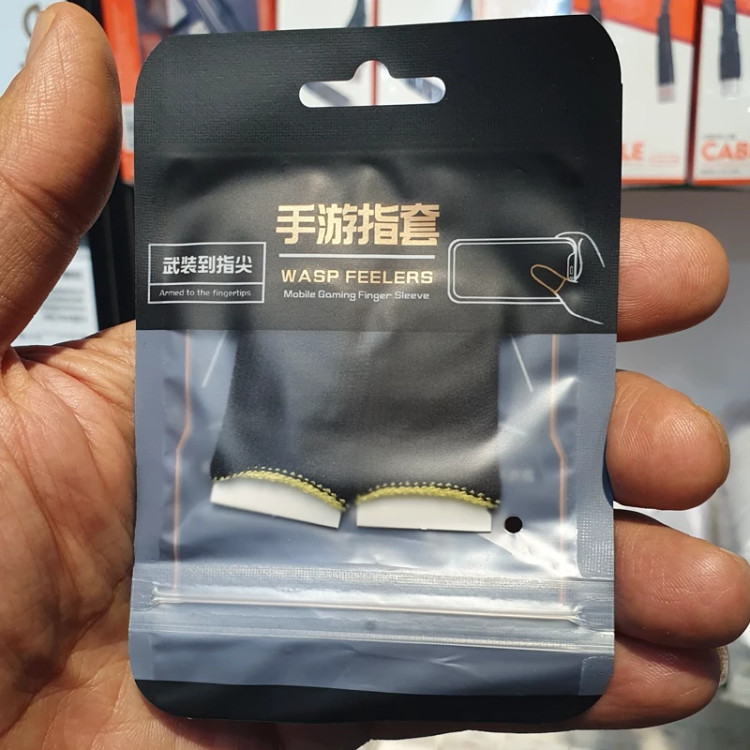 手游指套
武装到指尖
WASP FEELERS
Armed to the fingertips
Mobile Gaming Finger Sleeve
CAB